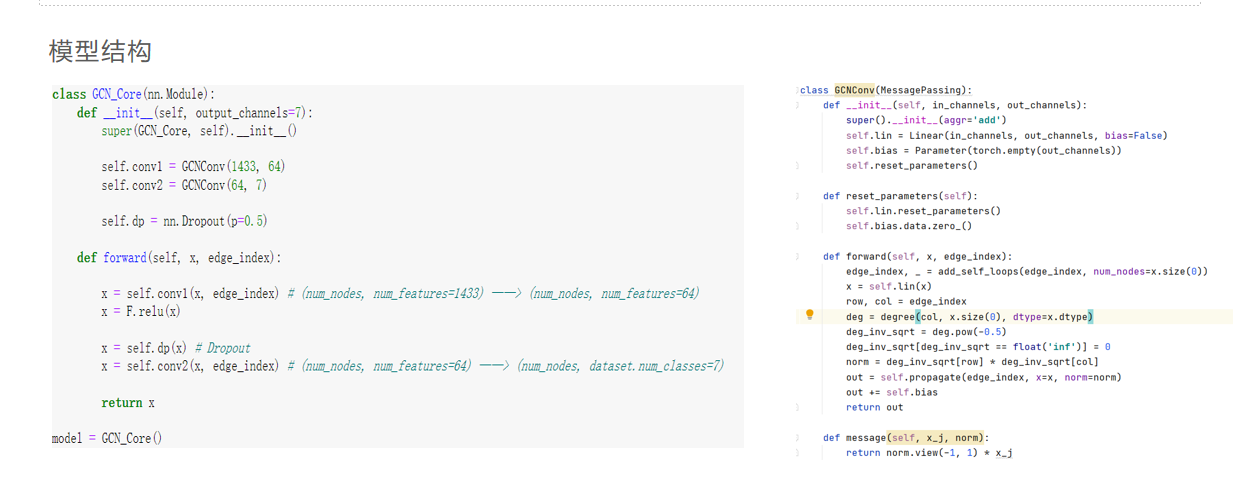 模型结构
class GCN_Core(nn.Module):
    def __init__(self, output_channels=7):
        super(GCN_Core, self).__init__()
        self.conv1 = GCNConv(1433, 64)
        self.conv2 = GCNConv(64, 7)
        self.dp = nn.Dropout(p=0.5)
    def forward(self, x, edge_index):
        x = self.conv1(x, edge_index) # (num_nodes, num_features=1433) ——> (num_nodes, num_features=64)
        x = F.relu(x)
        x = self.dp(x) # Dropout
        x = self.conv2(x, edge_index) # (num_nodes, num_features=64) ——> (num_nodes, dataset.num_classes=7)
        return x
model = GCN_Core()
class GCNConv(MessagePassing):
    def __init__(self, in_channels, out_channels):
        super().__init__(aggr='add')
        self.lin = Linear(in_channels, out_channels, bias=False)
        self.bias = Parameter(torch.empty(out_channels))
        self.reset_parameters()
    def reset_parameters(self):
        self.lin.reset_parameters()
        self.bias.data.zero_()
    def forward(self, x, edge_index):
        edge_index, _ = add_self_loops(edge_index, num_nodes=x.size(0))
        x = self.lin(x)
        row, col = edge_index
        deg = degree(col, x.size(0), dtype=x.dtype)
        deg_inv_sqrt = deg.pow(-0.5)
        deg_inv_sqrt[deg_inv_sqrt == float('inf')] = 0
        norm = deg_inv_sqrt[row] * deg_inv_sqrt[col]
        out = self.propagate(edge_index, x=x, norm=norm)
        out += self.bias
        return out
    def message(self, x_j, norm):
        return norm.view(-1, 1) * x_j